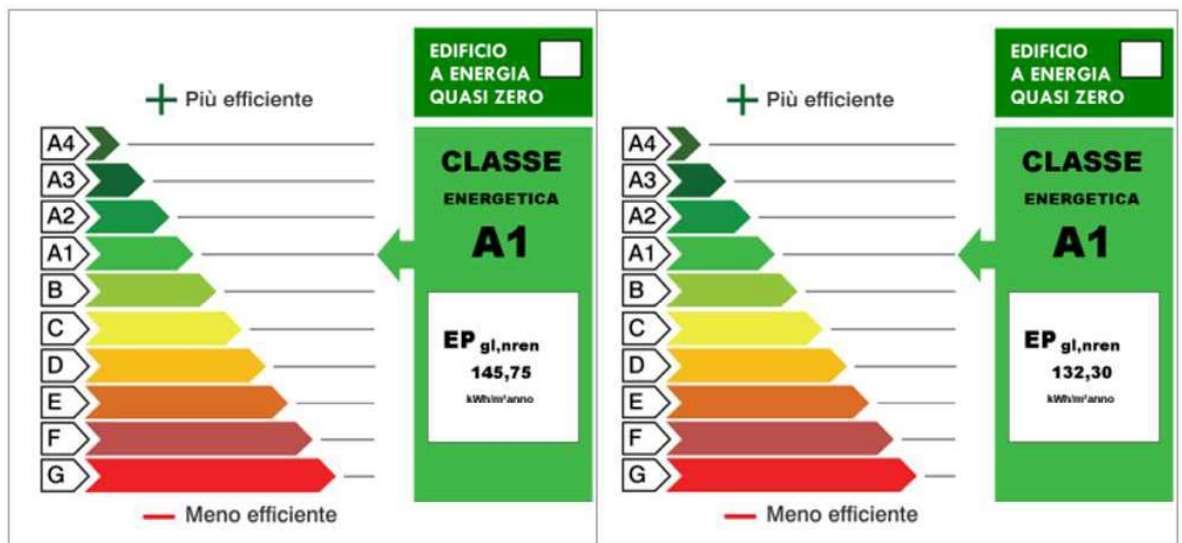 EDIFICIO
A ENERGIA
QUASI ZERO
Più efficiente
A4
A3
A2
A1
B
C
D
E
F
G
Meno efficiente
CLASSE
ENERGETICA
A1
EP gl,nren
145,75
kWh/m²anno
EDIFICIO
A ENERGIA
QUASI ZERO
Più efficiente
A4
A3
A2
A1
B
C
D
E
F
G
Meno efficiente
CLASSE
ENERGETICA
A1
EP gl,nren
132,30
kWh/m²anno